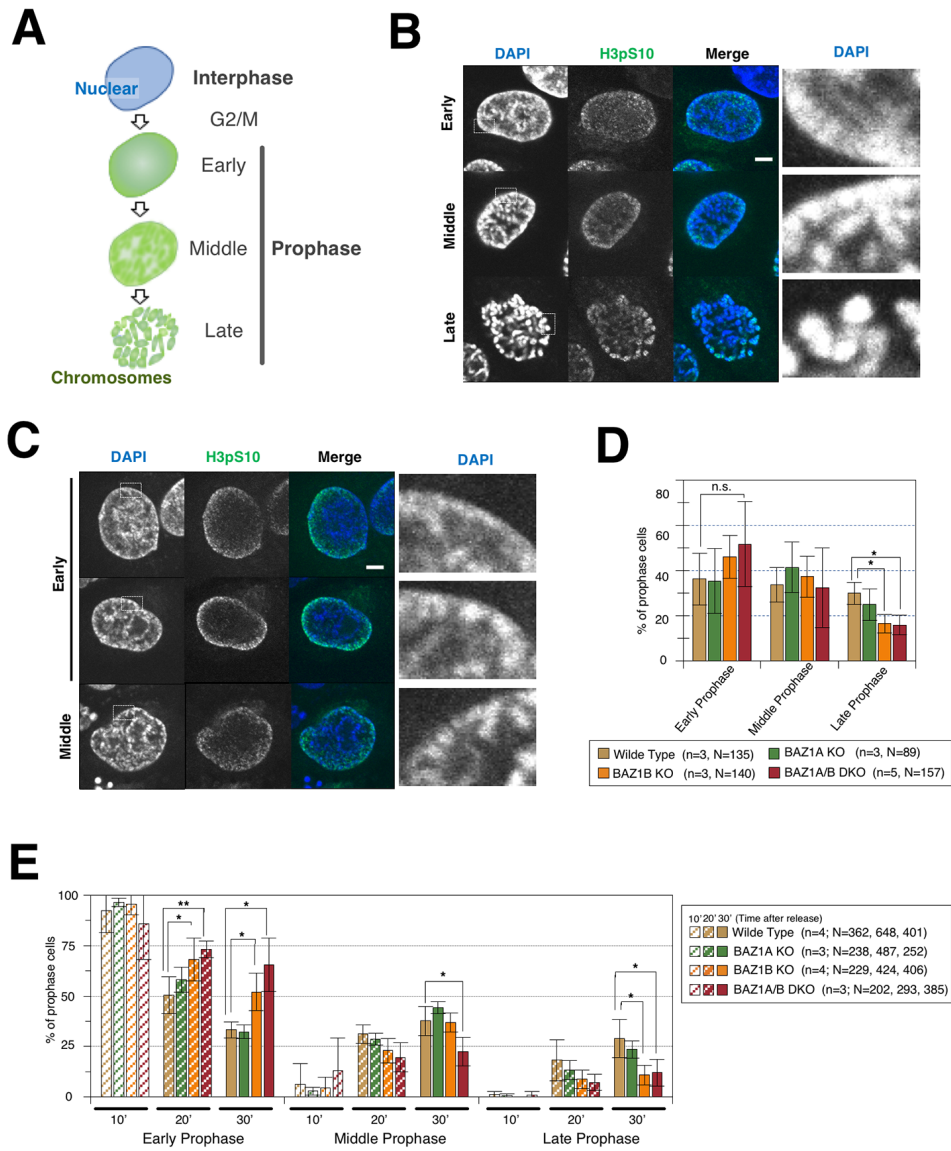 A
Nuclear
Interphase
G2/M
Early
Middle
Prophase
Late
Chromosomes
B
DAPI
H3pS10
Merge
DAPI
Early
Middle
Late
C
DAPI
H3pS10
Merge
DAPI
Early
Middle
D
% of prophase cells
80
60
40
20
0
n.s.
*
*
Early Prophase
Middle Prophase
Late Prophase
Wilde Type (n=3, N=135)
BAZ1A KO (n=3, N=89)
BAZ1B KO (n=3, N=140)
BAZ1A/B DKO (n=5, N=157)
E
% of prophase cells
100
75
50
25
0
**
*
*
*
*
*
*
10' 20' 30' 10' 20' 30' 10' 20' 30'
Early Prophase Middle Prophase Late Prophase
10' 20' 30' (Time after release)
Wilde Type (n=4; N=362, 648, 401)
BAZ1A KO (n=3; N=238, 487, 252)
BAZ1B KO (n=4; N=229, 424, 406)
BAZ1A/B DKO (n=3; N=202, 293, 385)